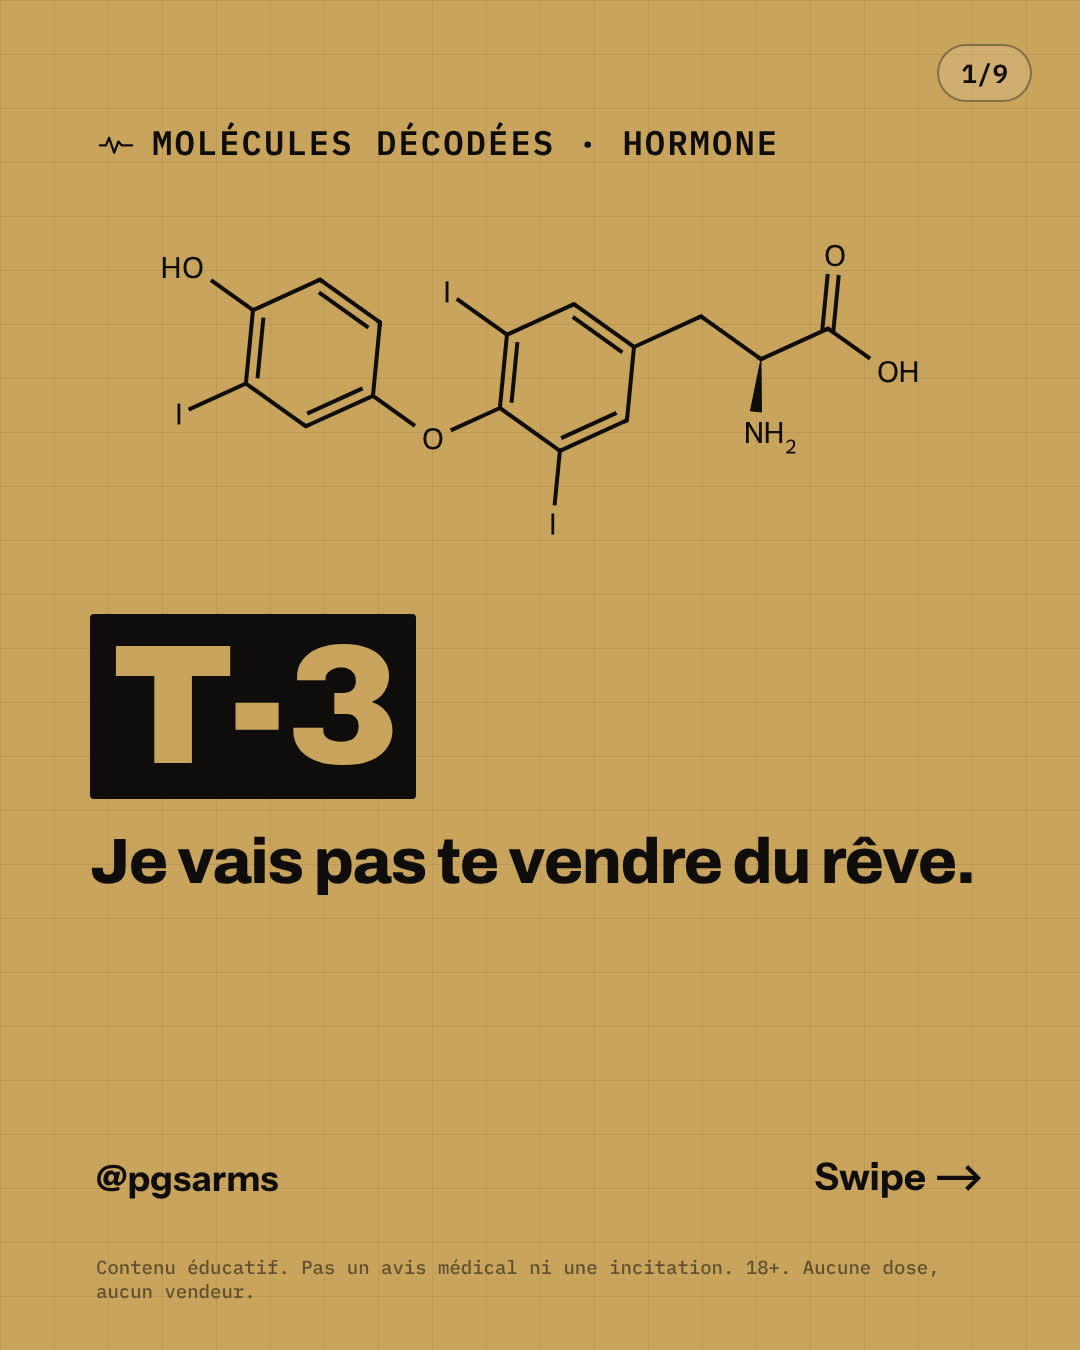 1/9
MOLÉCULES DÉCODÉES · HORMONE
O
HO
I
OH
I
O
NH2
I
T-3
Je vais pas te vendre du rêve.
@pgsarms
Swipe →
Contenu éducatif. Pas un avis médical ni une incitation. 18+. Aucune dose,
aucun vendeur.